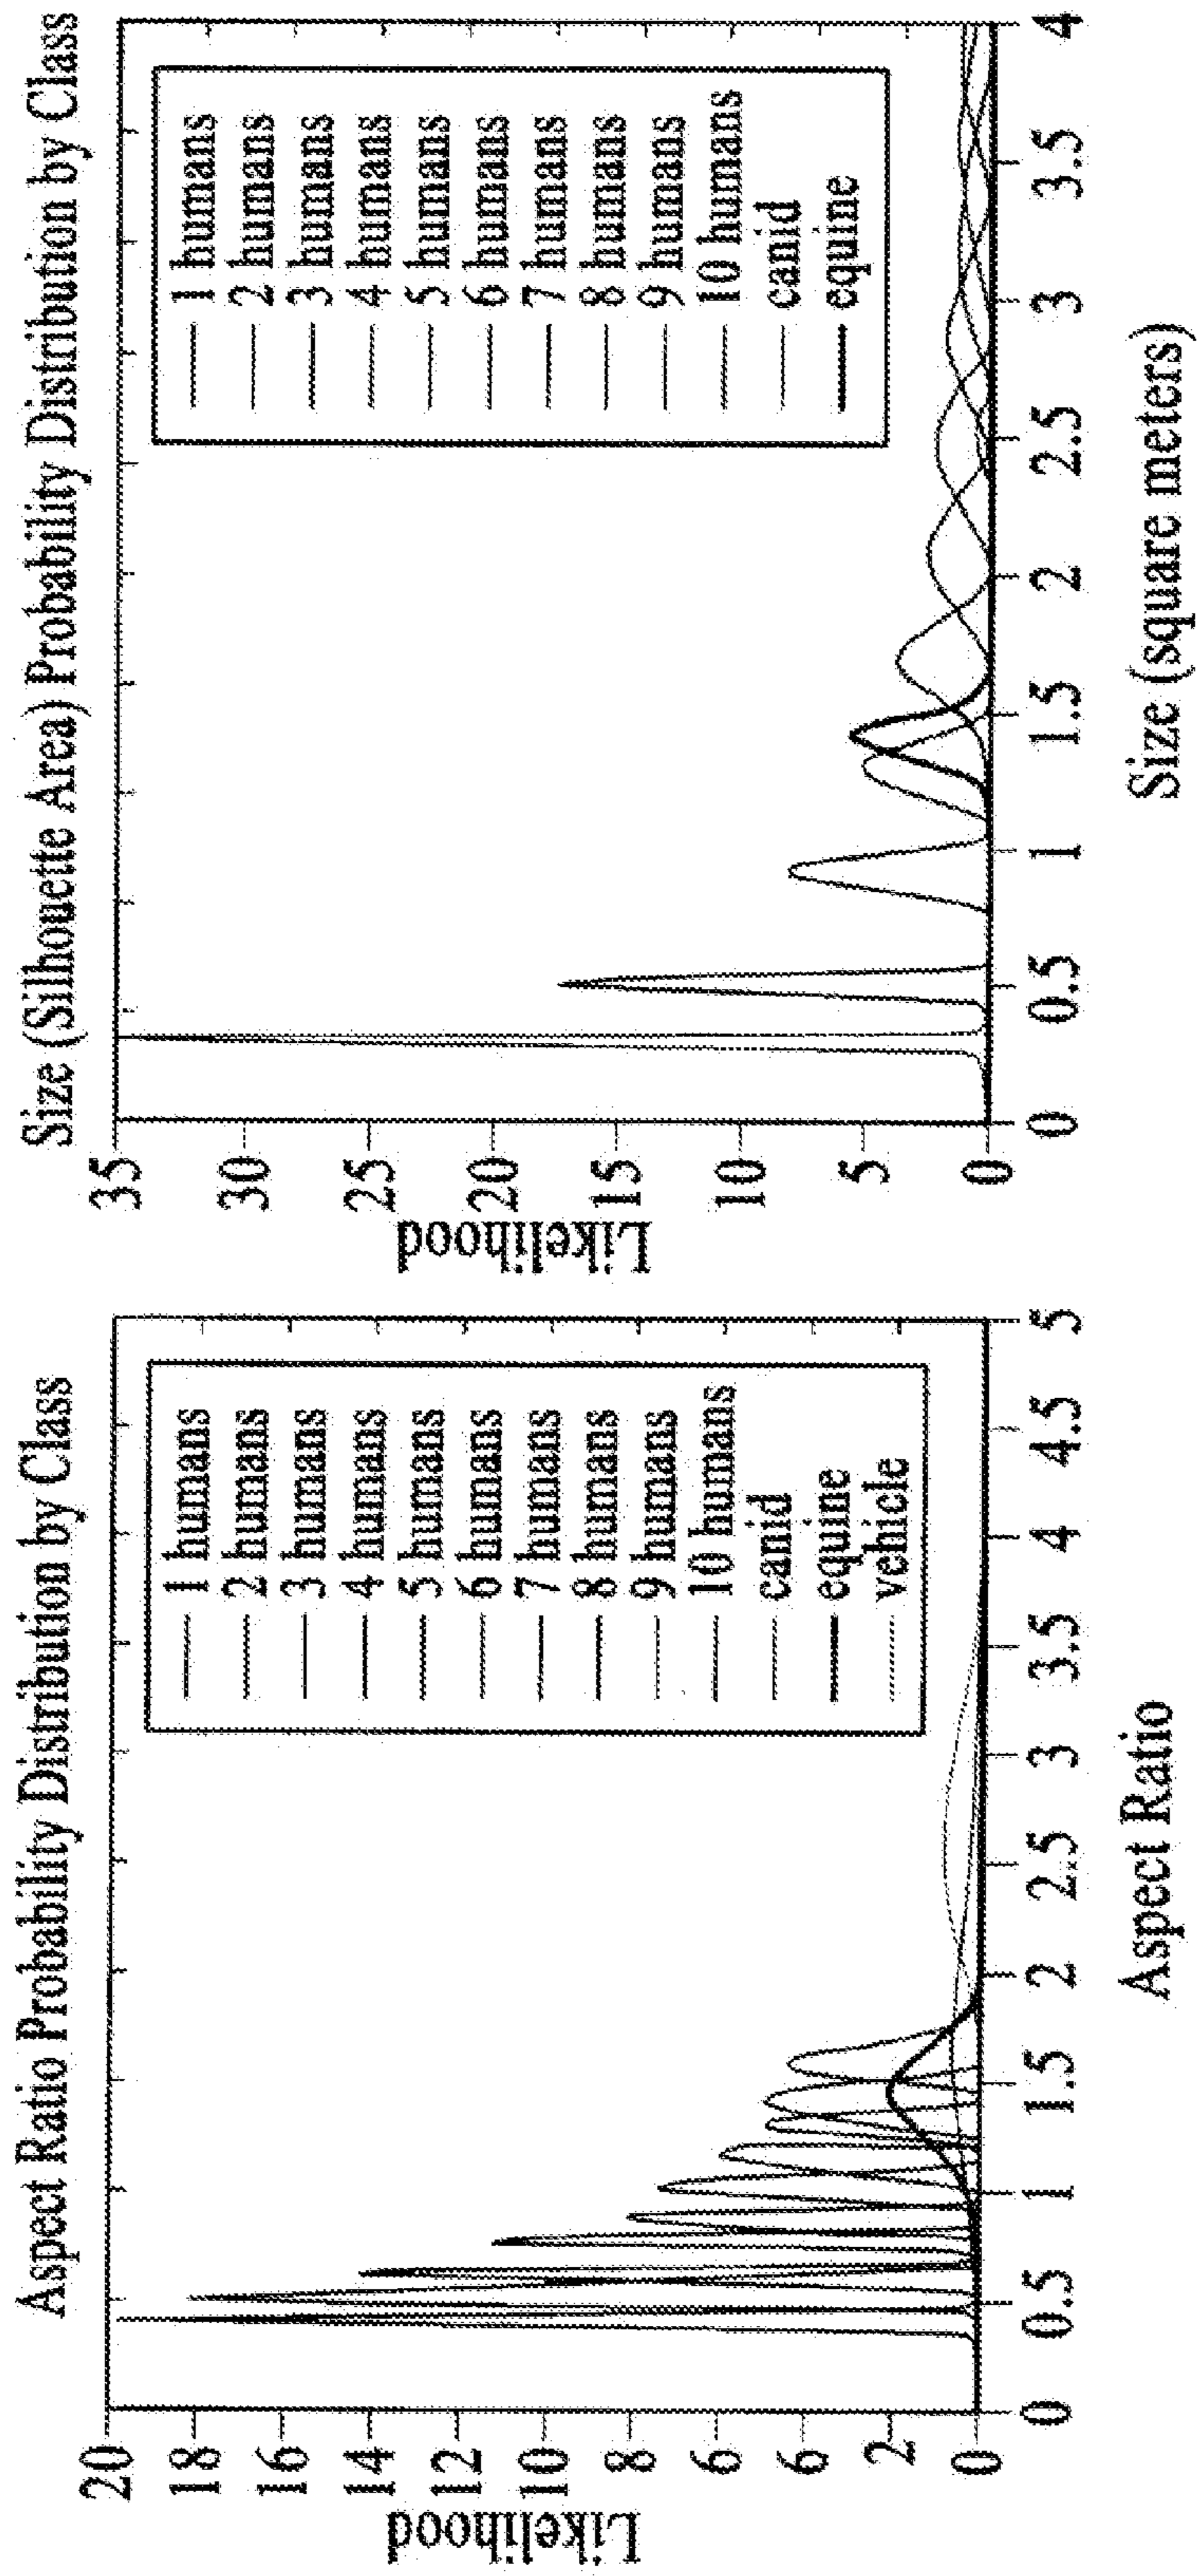 Aspect Ratio Probability Distribution by Class
Likelihood
20
18
16
14
12
10
8
6
6
2
0
0
0.5
1
1.5
2
2.5
3
3.5
4
4.5
5
Aspect Ratio
1 humans
2 humans
3 humans
4 humans
5 humans
6 humans
7 humans
8 humans
9 humans
10 humans
canid
equine
vehicle
Size (Silhouette Area) Probability Distribution by Class
Likelihood
35
30
25
20
15
10
5
0
0
0.5
1
1.5
2
2.5
3
3.5
4
Size (square meters)
1 humans
2 humans
3 humans
4 humans
5 humans
6 humans
7 humans
8 humans
9 humans
10 humans
canid
equine